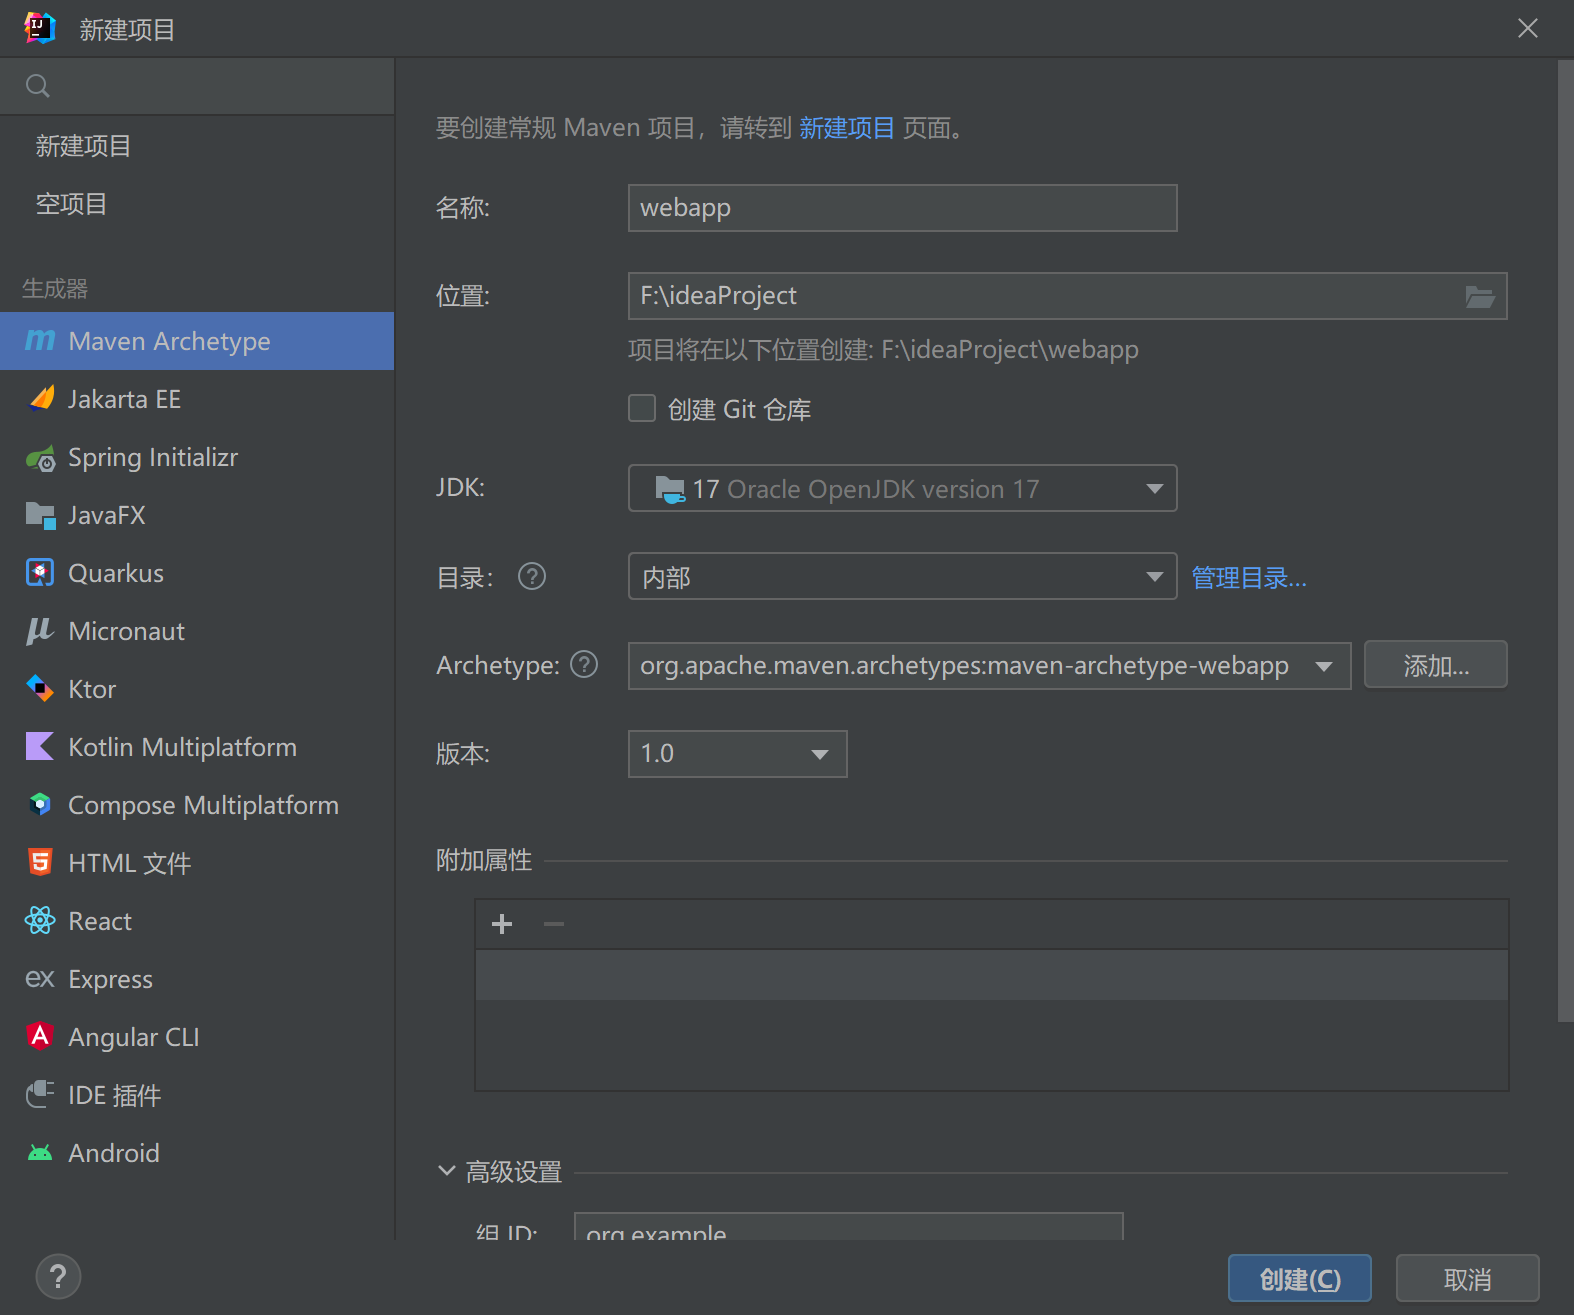 新建项目
新建项目
空项目
生成器
Maven Archetype
Jakarta EE
Spring Initializr
JavaFX
Quarkus
Micronaut
Ktor
Kotlin Multiplatform
Compose Multiplatform
HTML 文件
React
Express
Angular CLI
IDE 插件
Android
要创建常规 Maven 项目，请转到 新建项目 页面。
名称: webapp
位置: F:\ideaProject
项目将在以下位置创建: F:\ideaProject\webapp
创建 Git 仓库
JDK: 17 Oracle OpenJDK version 17
目录: ? 内部 管理目录...
Archetype: ? org.apache.maven.archetypes:maven-archetype-webapp 添加...
版本: 1.0
附加属性
高级设置
组 ID: org.example
? 创建(C) 取消